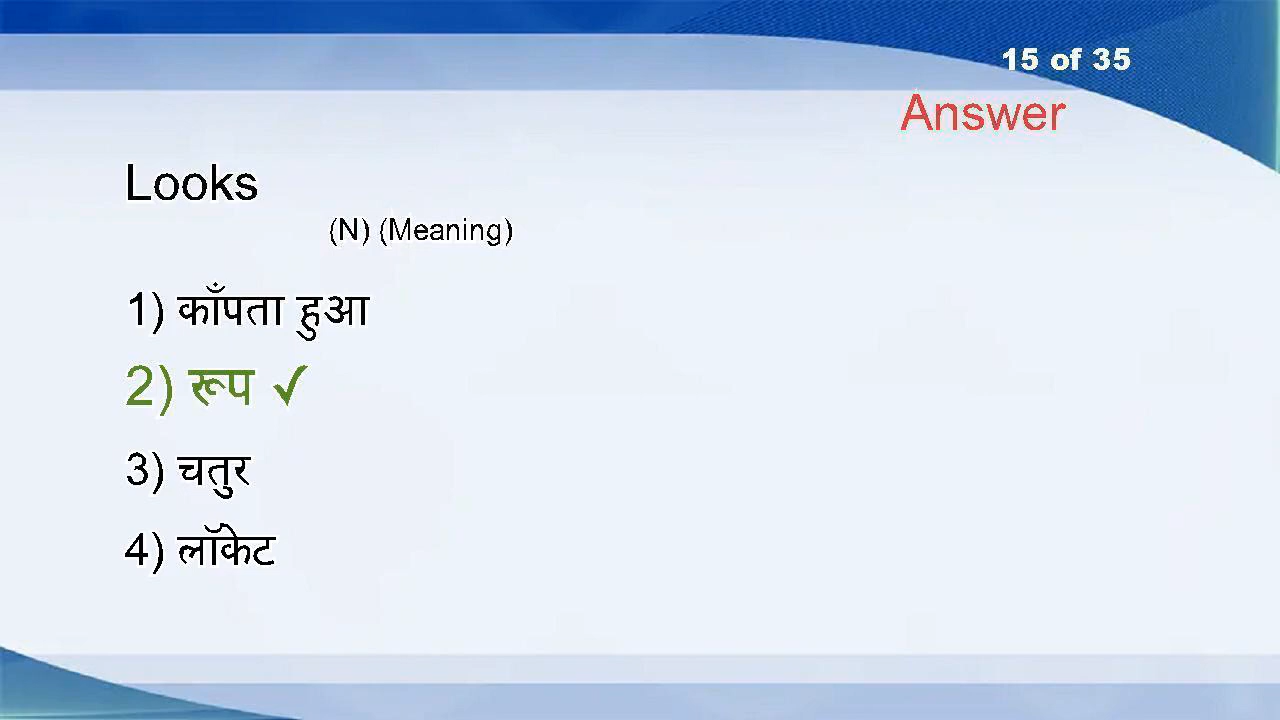 15 of 35
Answer
Looks
(N) (Meaning)
1) काँपता हुआ
2) रूप ✓
3) चतुर
4) लॉकेट